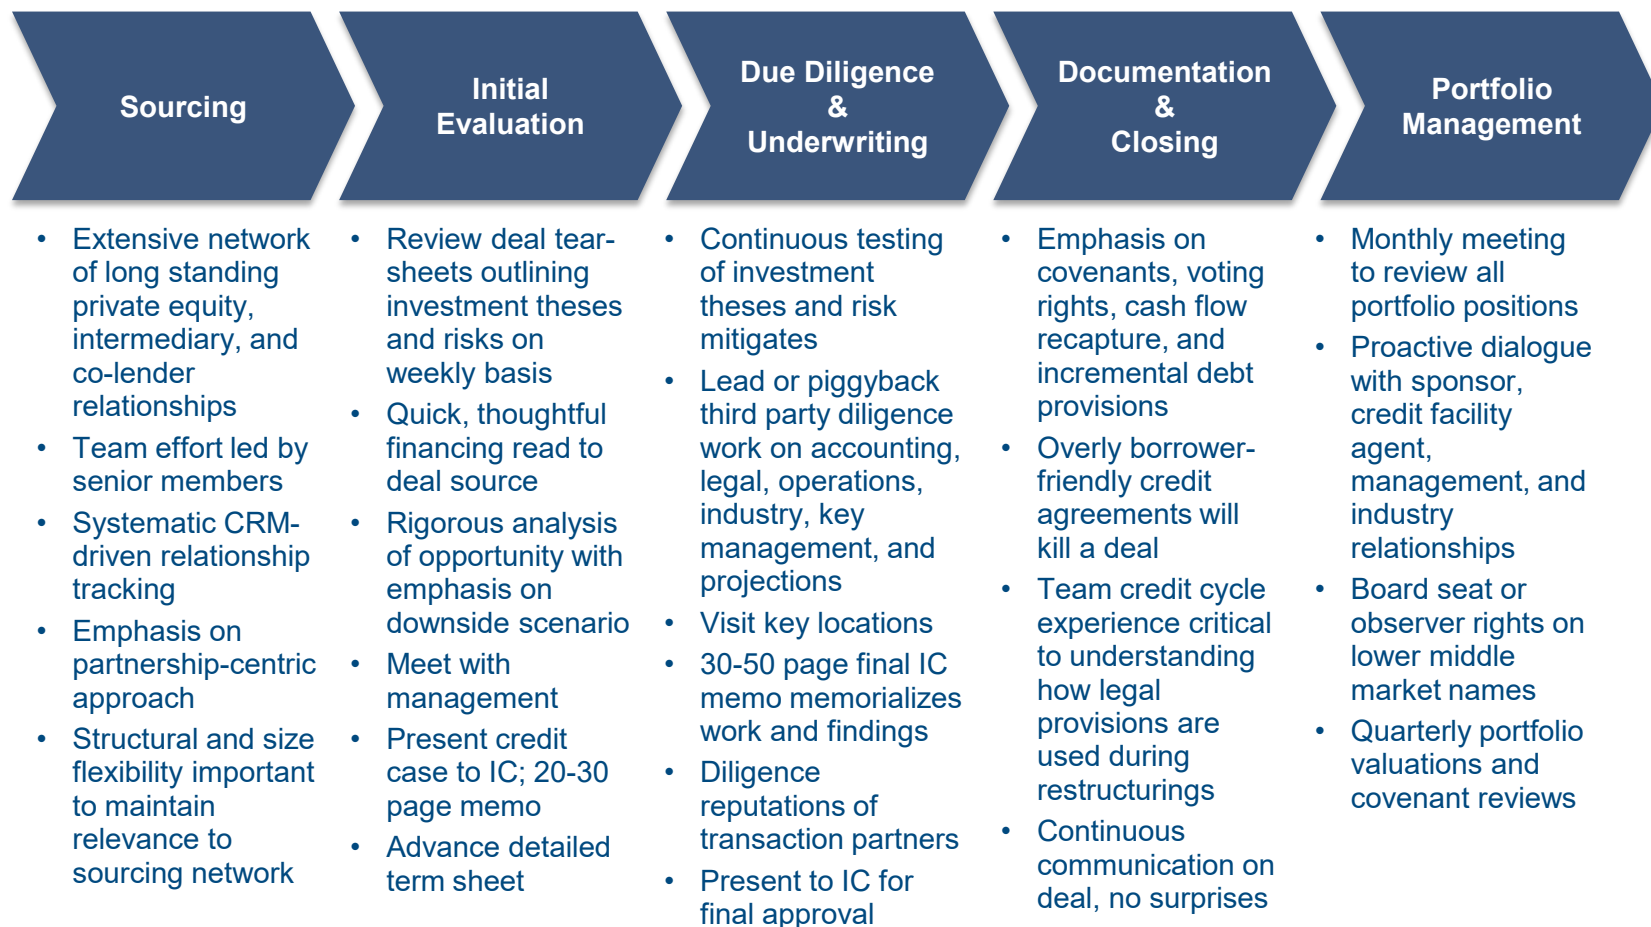 Sourcing
Initial
Evaluation
Due Diligence
&
Underwriting
Documentation
&
Closing
Portfolio
Management
• Extensive network
of long standing
private equity,
intermediary, and
co-lender
relationships
• Team effort led by
senior members
• Systematic CRM-
driven relationship
tracking
• Emphasis on
partnership-centric
approach
• Structural and size
flexibility important
to maintain
relevance to
sourcing network
• Review deal tear-
sheets outlining
investment theses
and risks on
weekly basis
• Quick, thoughtful
financing read to
deal source
• Rigorous analysis
of opportunity with
emphasis on
downside scenario
• Meet with
management
• Present credit
case to IC; 20-30
page memo
• Advance detailed
term sheet
• Continuous testing
of investment
theses and risk
mitigates
• Lead or piggyback
third party diligence
work on accounting,
legal, operations,
industry, key
management, and
projections
• Visit key locations
• 30-50 page final IC
memo memorializes
work and findings
• Diligence
reputations of
transaction partners
• Present to IC for
final approval
• Emphasis on
covenants, voting
rights, cash flow
recapture, and
incremental debt
provisions
• Overly borrower-
friendly credit
agreements will
kill a deal
• Team credit cycle
experience critical
to understanding
how legal
provisions are
used during
restructurings
• Continuous
communication on
deal, no surprises
• Monthly meeting
to review all
portfolio positions
• Proactive dialogue
with sponsor,
credit facility
agent,
management, and
industry
relationships
• Board seat or
observer rights on
lower middle
market names
• Quarterly portfolio
valuations and
covenant reviews